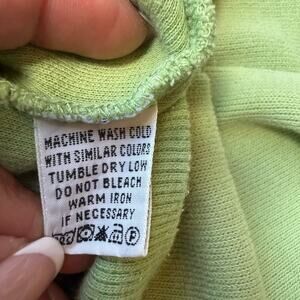 MACHINE WASH COLD
WITH SIMILAR COLORS
TUMBLE DRY LOW
DO NOT BLEACH
WARM IRON
IF NECESSARY
P